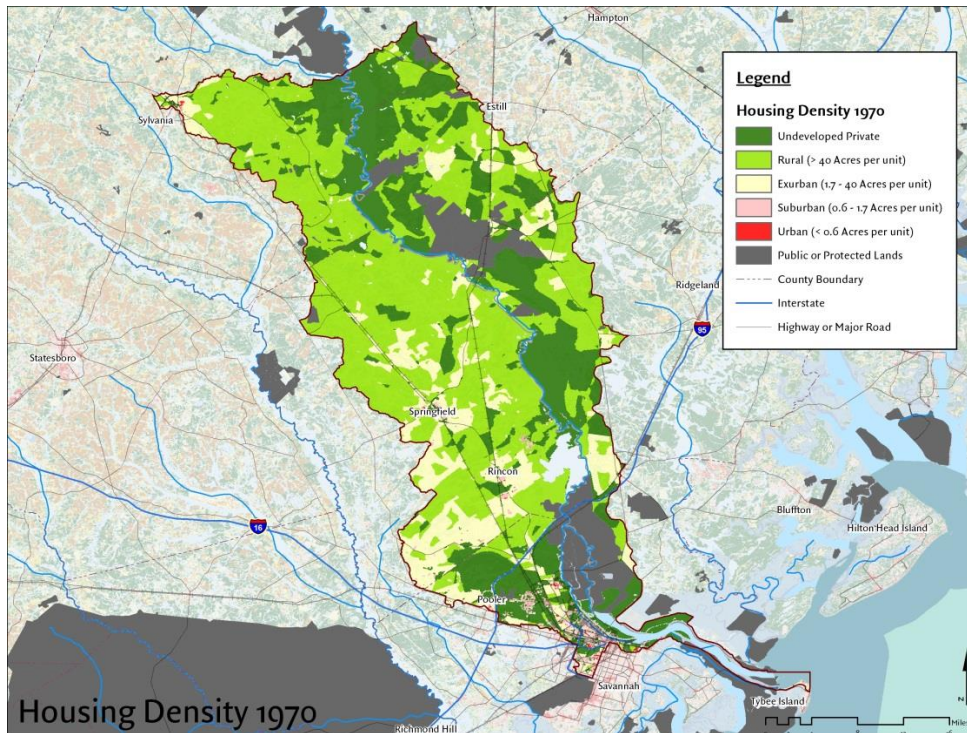 Hampton
Estill
Sylvania
Ridgeland
95
Statesboro
Springfield
Rincon
Bluffton
Hilton Head Island
16
Pooler
Savannah
Tybee Island
Richmond Hill
Legend
Housing Density 1970
Undeveloped Private
Rural (> 40 Acres per unit)
Exurban (1.7 - 40 Acres per unit)
Suburban (0.6 - 1.7 Acres per unit)
Urban (< 0.6 Acres per unit)
Public or Protected Lands
County Boundary
Interstate
Highway or Major Road
N
Miles
0
Housing Density 1970